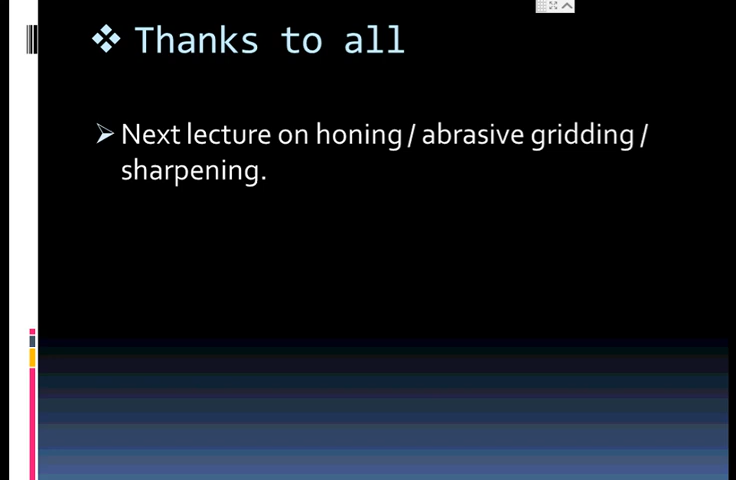 ❖ Thanks to all
➢ Next lecture on honing / abrasive gridding /
sharpening.